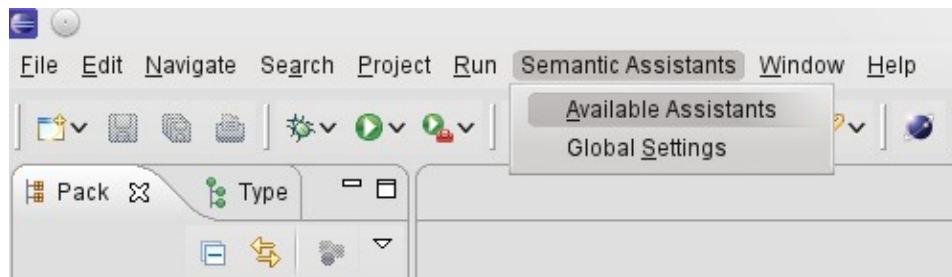 File Edit Navigate Search Project Run Semantic Assistants Window Help
Available Assistants
Global Settings
Pack Type